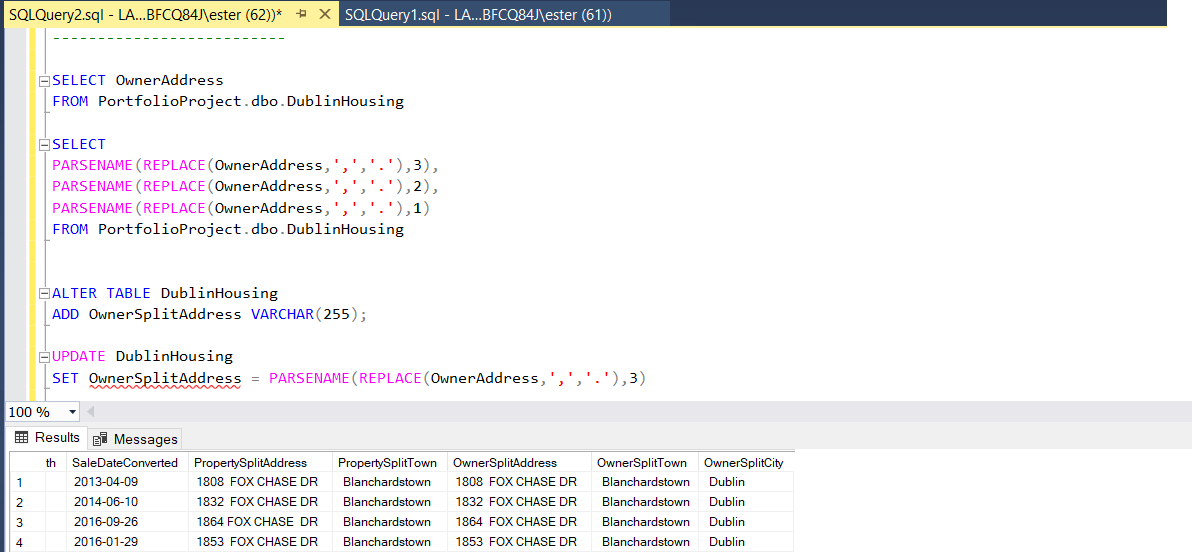 SQLQuery2.sql - LA...BFCQ84J\ester (62))* SQLQuery1.sql - LA...BFCQ84J\ester (61))
--------------------------
SELECT OwnerAddress
FROM PortfolioProject.dbo.DublinHousing
SELECT
PARSENAME(REPLACE(OwnerAddress,',','.'),3),
PARSENAME(REPLACE(OwnerAddress,',','.'),2),
PARSENAME(REPLACE(OwnerAddress,',','.'),1)
FROM PortfolioProject.dbo.DublinHousing
ALTER TABLE DublinHousing
ADD OwnerSplitAddress VARCHAR(255);
UPDATE DublinHousing
SET OwnerSplitAddress = PARSENAME(REPLACE(OwnerAddress,',','.'),3)
100 %
Results Messages
th SaleDateConverted PropertySplitAddress PropertySplitTown OwnerSplitAddress OwnerSplitTown OwnerSplitCity
1 2013-04-09 1808 FOX CHASE DR Blanchardstown 1808 FOX CHASE DR Blanchardstown Dublin
2 2014-06-10 1832 FOX CHASE DR Blanchardstown 1832 FOX CHASE DR Blanchardstown Dublin
3 2016-09-26 1864 FOX CHASE DR Blanchardstown 1864 FOX CHASE DR Blanchardstown Dublin
4 2016-01-29 1853 FOX CHASE DR Blanchardstown 1853 FOX CHASE DR Blanchardstown Dublin